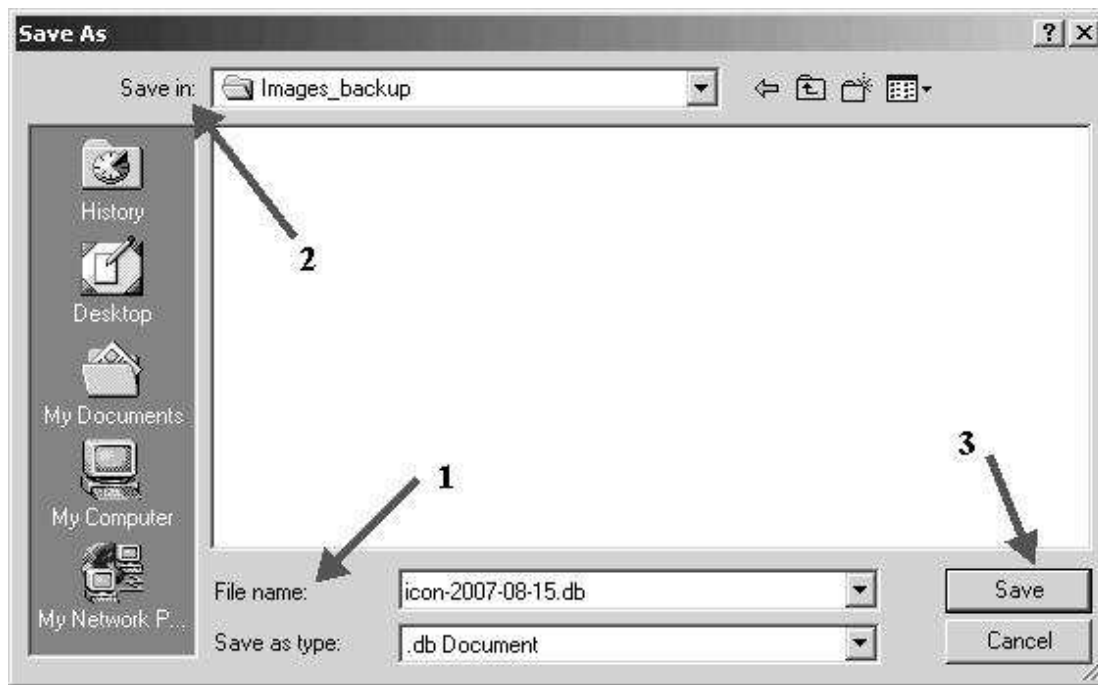 Save As
Save in: Images_backup
History
2
Desktop
My Documents
3
1
My Computer
File name: icon-2007-08-15.db Save
My Network P...
Save as type: .db Document Cancel